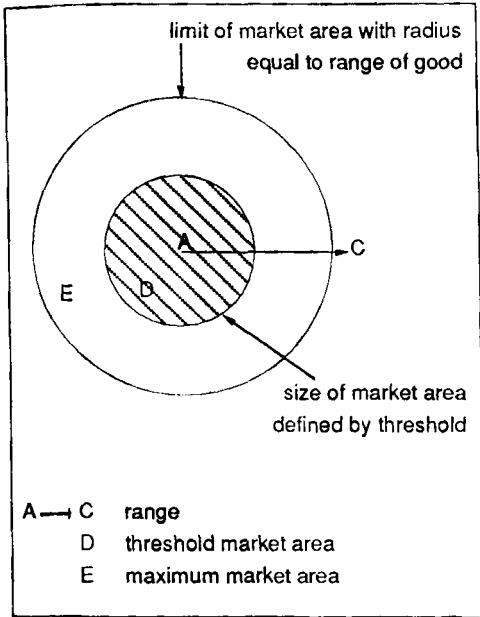 limit of market area with radius
equal to range of good
A
C
E
D
size of market area
defined by threshold
A C range
D threshold market area
E maximum market area